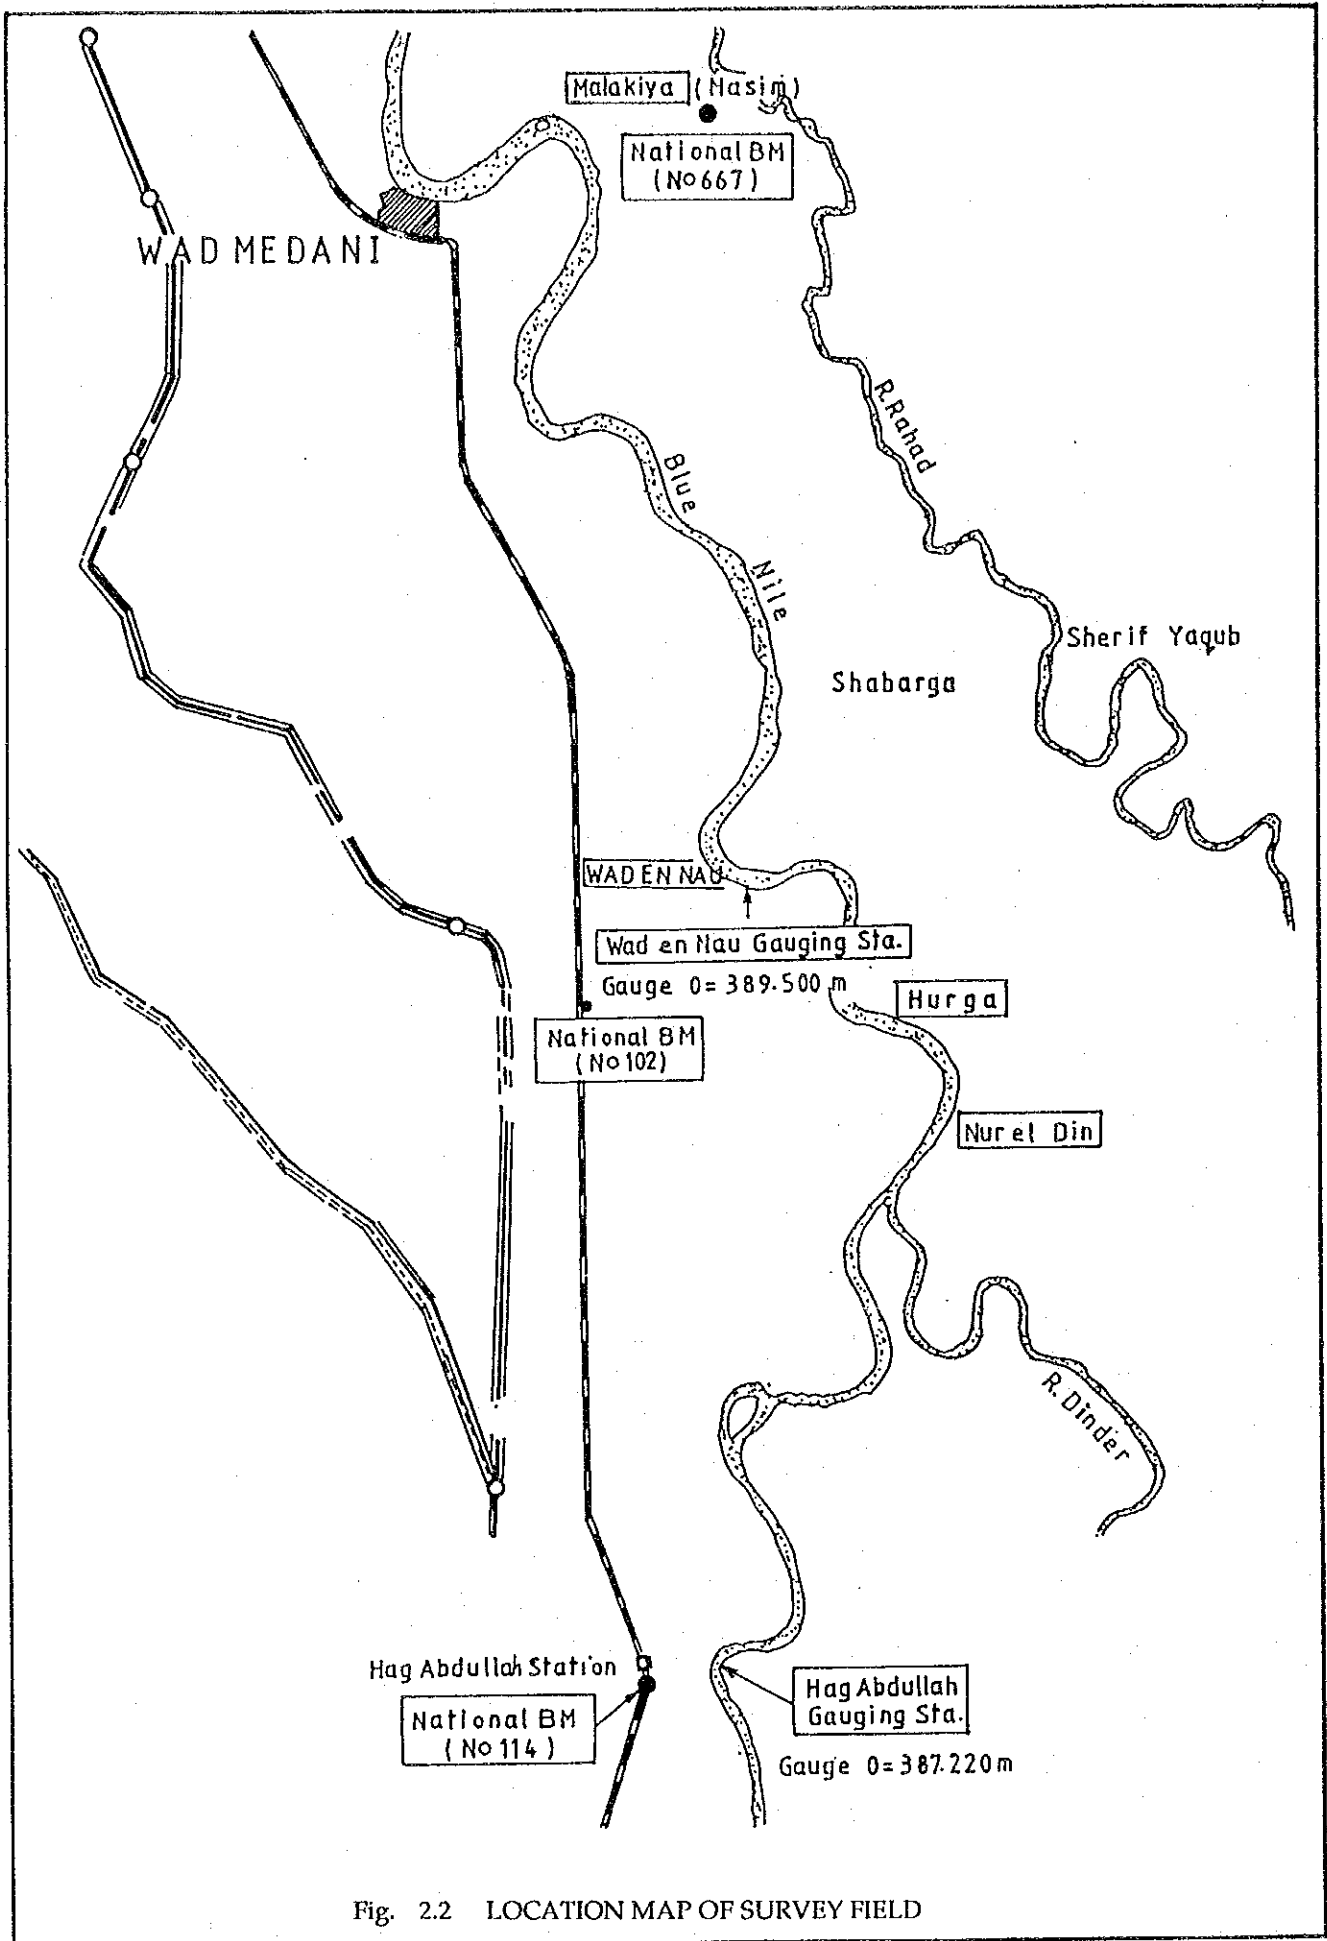 Malakiya (Nasim)
National BM
(No 667)
WAD MEDANI
R. Rahad
Blue
Nile
Sherif Yaqub
Shabarga
WAD EN NAU
Wad en Nau Gauging Sta.
Gauge 0= 389.500 m
Hurga
National BM
(No 102)
Nur el Din
R. Dinder
Hag Abdullah Station
Hag Abdullah
Gauging Sta.
National BM
(No 114)
Gauge 0= 387.220m
Fig. 2.2 LOCATION MAP OF SURVEY FIELD